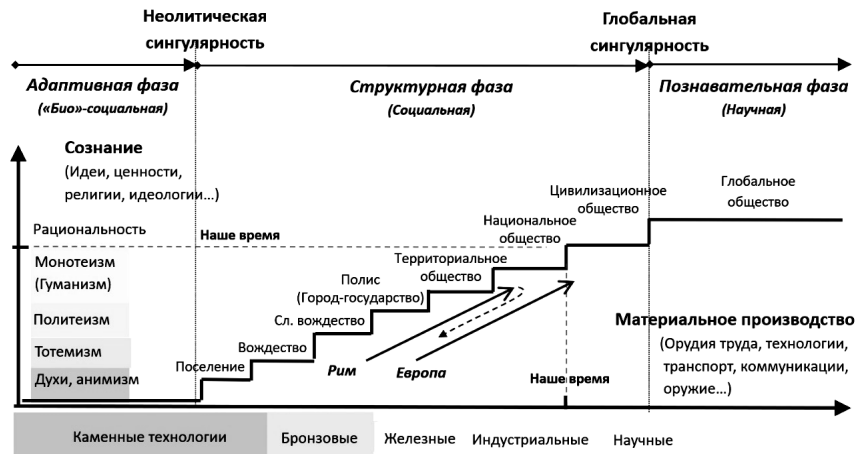 Неолитическая
сингулярность
Глобальная
сингулярность
Адаптивная фаза
(«Био»-социальная)
Структурная фаза
(Социальная)
Познавательная фаза
(Научная)
Сознание
(Идеи, ценности,
религии, идеологии...)
Цивилизационное
общество
Глобальное
общество
Рациональность
Наше время
Национальное
общество
Монотеизм
(Гуманизм)
Территориальное
общество
Полис
(Город-государство)
Политеизм
Сл. вождество
Материальное производство
(Орудия труда, технологии,
транспорт, коммуникации,
оружие...)
Тотемизм
Вождество
Поселение
Рим
Европа
Духи, анимизм
Наше время
Каменные технологии
Бронзовые
Железные
Индустриальные
Научные